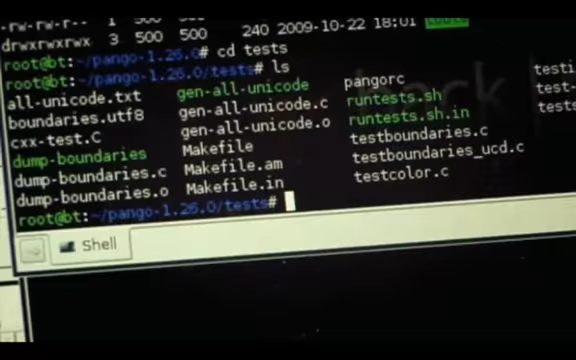 -rw-rw-r-- 1 500 500
drwxrwxrwx 3 500 500 240 2009-10-22 18:01 tests
root@bt:~/pango-1.26.0# cd tests
root@bt:~/pango-1.26.0/tests# ls
all-unicode.txt gen-all-unicode pangorc
boundaries.utf8 gen-all-unicode.c runtests.sh
cxx-test.C gen-all-unicode.o runtests.sh.in
dump-boundaries Makefile testboundaries.c
dump-boundaries.c Makefile.am testboundaries_ucd.c
dump-boundaries.o Makefile.in testcolor.c
root@bt:~/pango-1.26.0/tests#
Shell